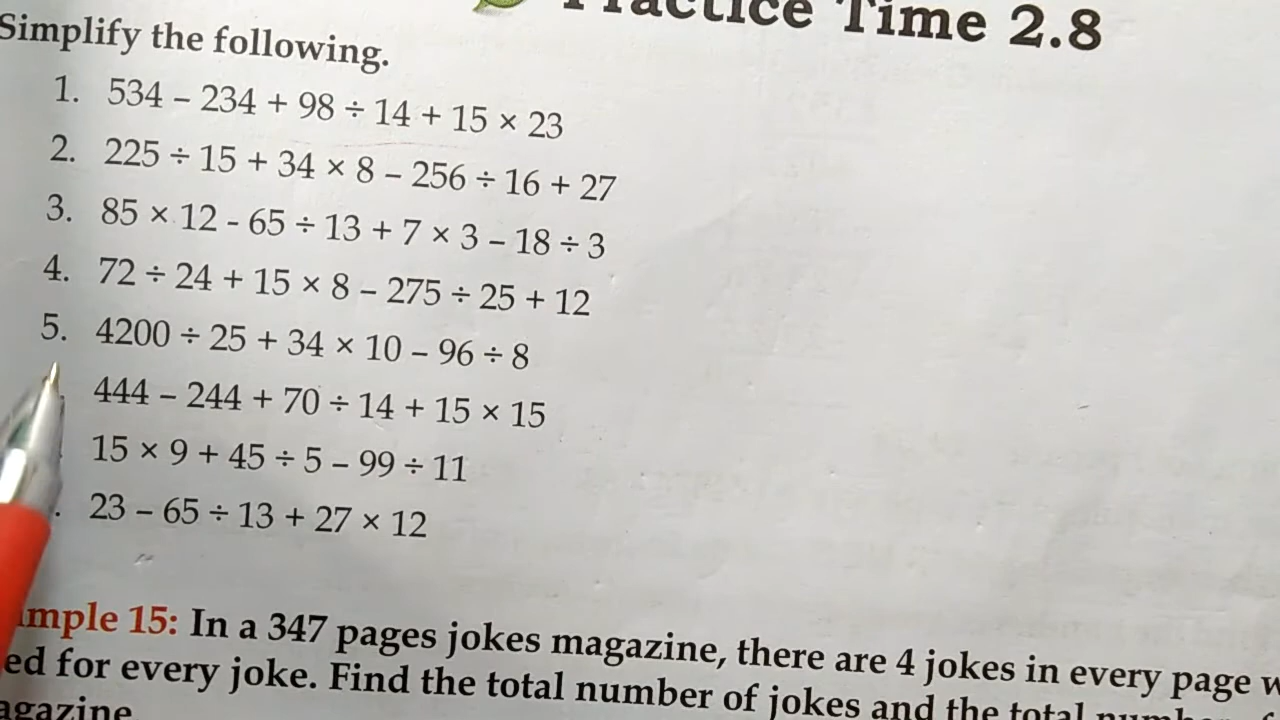 Practice Time 2.8
Simplify the following.
1. 534 – 234 + 98 ÷ 14 + 15 × 23
2. 225 ÷ 15 + 34 × 8 – 256 ÷ 16 + 27
3. 85 × 12 - 65 ÷ 13 + 7 × 3 – 18 ÷ 3
4. 72 ÷ 24 + 15 × 8 – 275 ÷ 25 + 12
5. 4200 ÷ 25 + 34 × 10 – 96 ÷ 8
444 – 244 + 70 ÷ 14 + 15 × 15
15 × 9 + 45 ÷ 5 – 99 ÷ 11
. 23 – 65 ÷ 13 + 27 × 12
mple 15: In a 347 pages jokes magazine, there are 4 jokes in every page
ed for every joke. Find the total number of jokes and the total
agazine